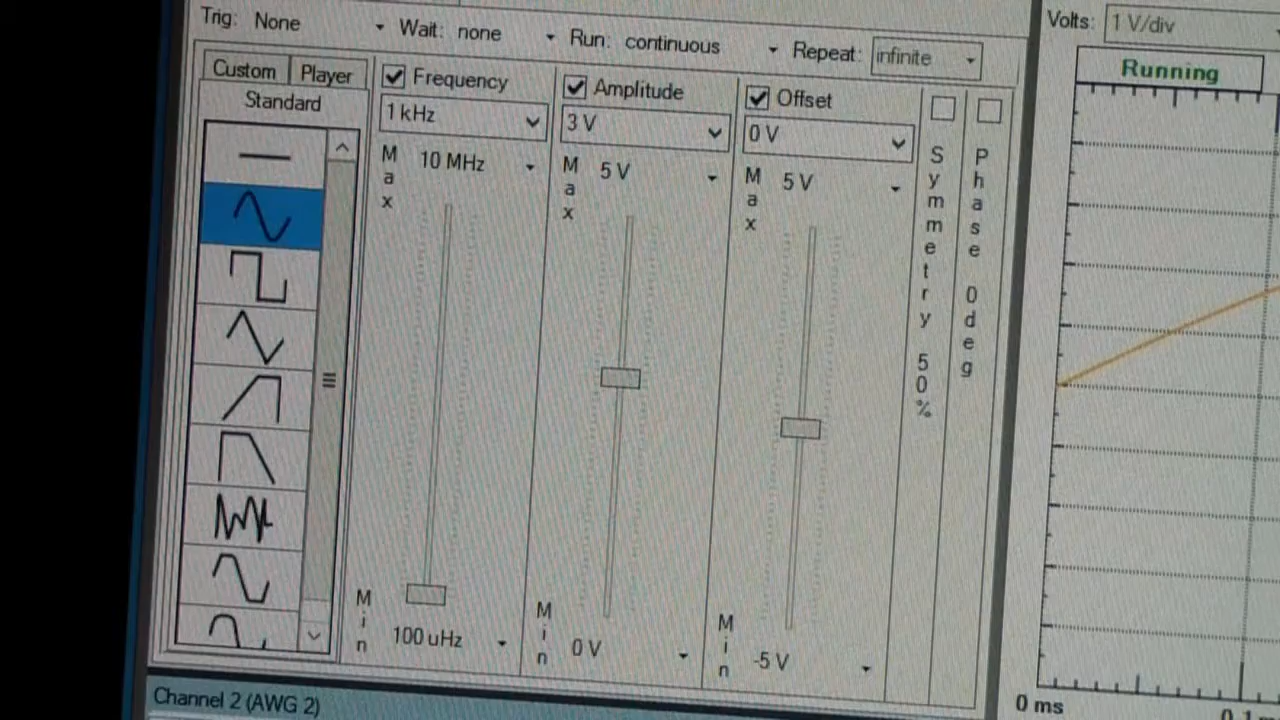 Trig: None Wait: none Run: continuous Repeat: infinite
Volts: 1 V/div
Custom Player
Standard
Frequency
1 kHz
Max 10 MHz
Min 100 uHz
Amplitude
3 V
Max 5 V
Min 0 V
Offset
0 V
Max 5 V
Min -5 V
Symmetry 50%
Phase 0deg
Running
0 ms
Channel 2 (AWG 2)